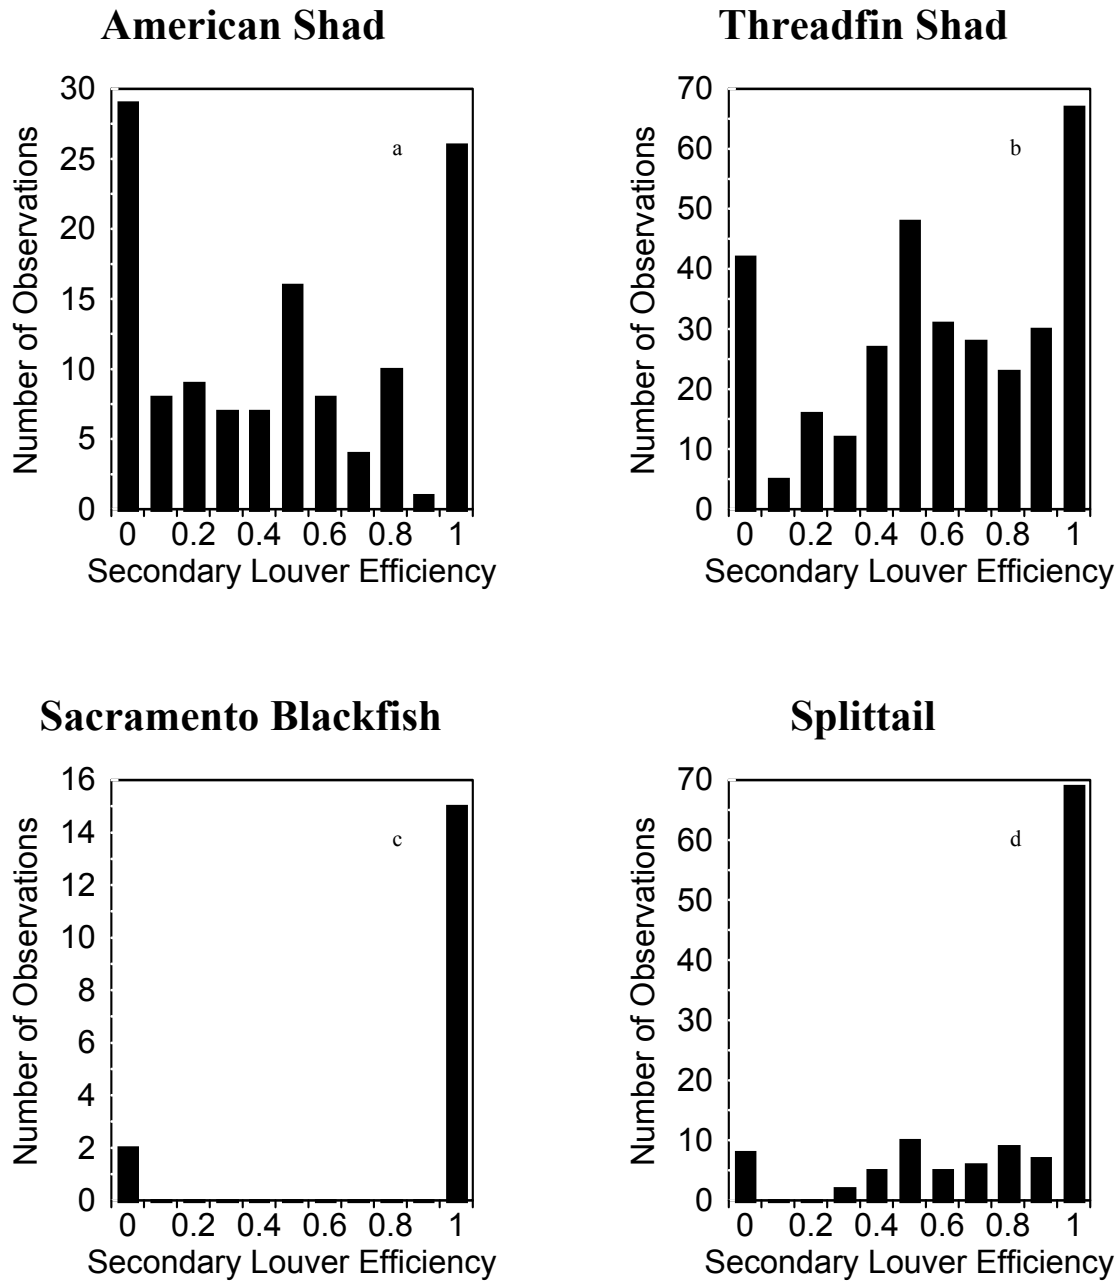 American Shad
30
25
20
15
10
5
0
Number of Observations
a
0 0.2 0.4 0.6 0.8 1
Secondary Louver Efficiency
Threadfin Shad
70
60
50
40
30
20
10
0
Number of Observations
b
0 0.2 0.4 0.6 0.8 1
Secondary Louver Efficiency
Sacramento Blackfish
16
14
12
10
8
6
4
2
0
Number of Observations
c
0 0.2 0.4 0.6 0.8 1
Secondary Louver Efficiency
Splittail
70
60
50
40
30
20
10
0
Number of Observations
d
0 0.2 0.4 0.6 0.8 1
Secondary Louver Efficiency